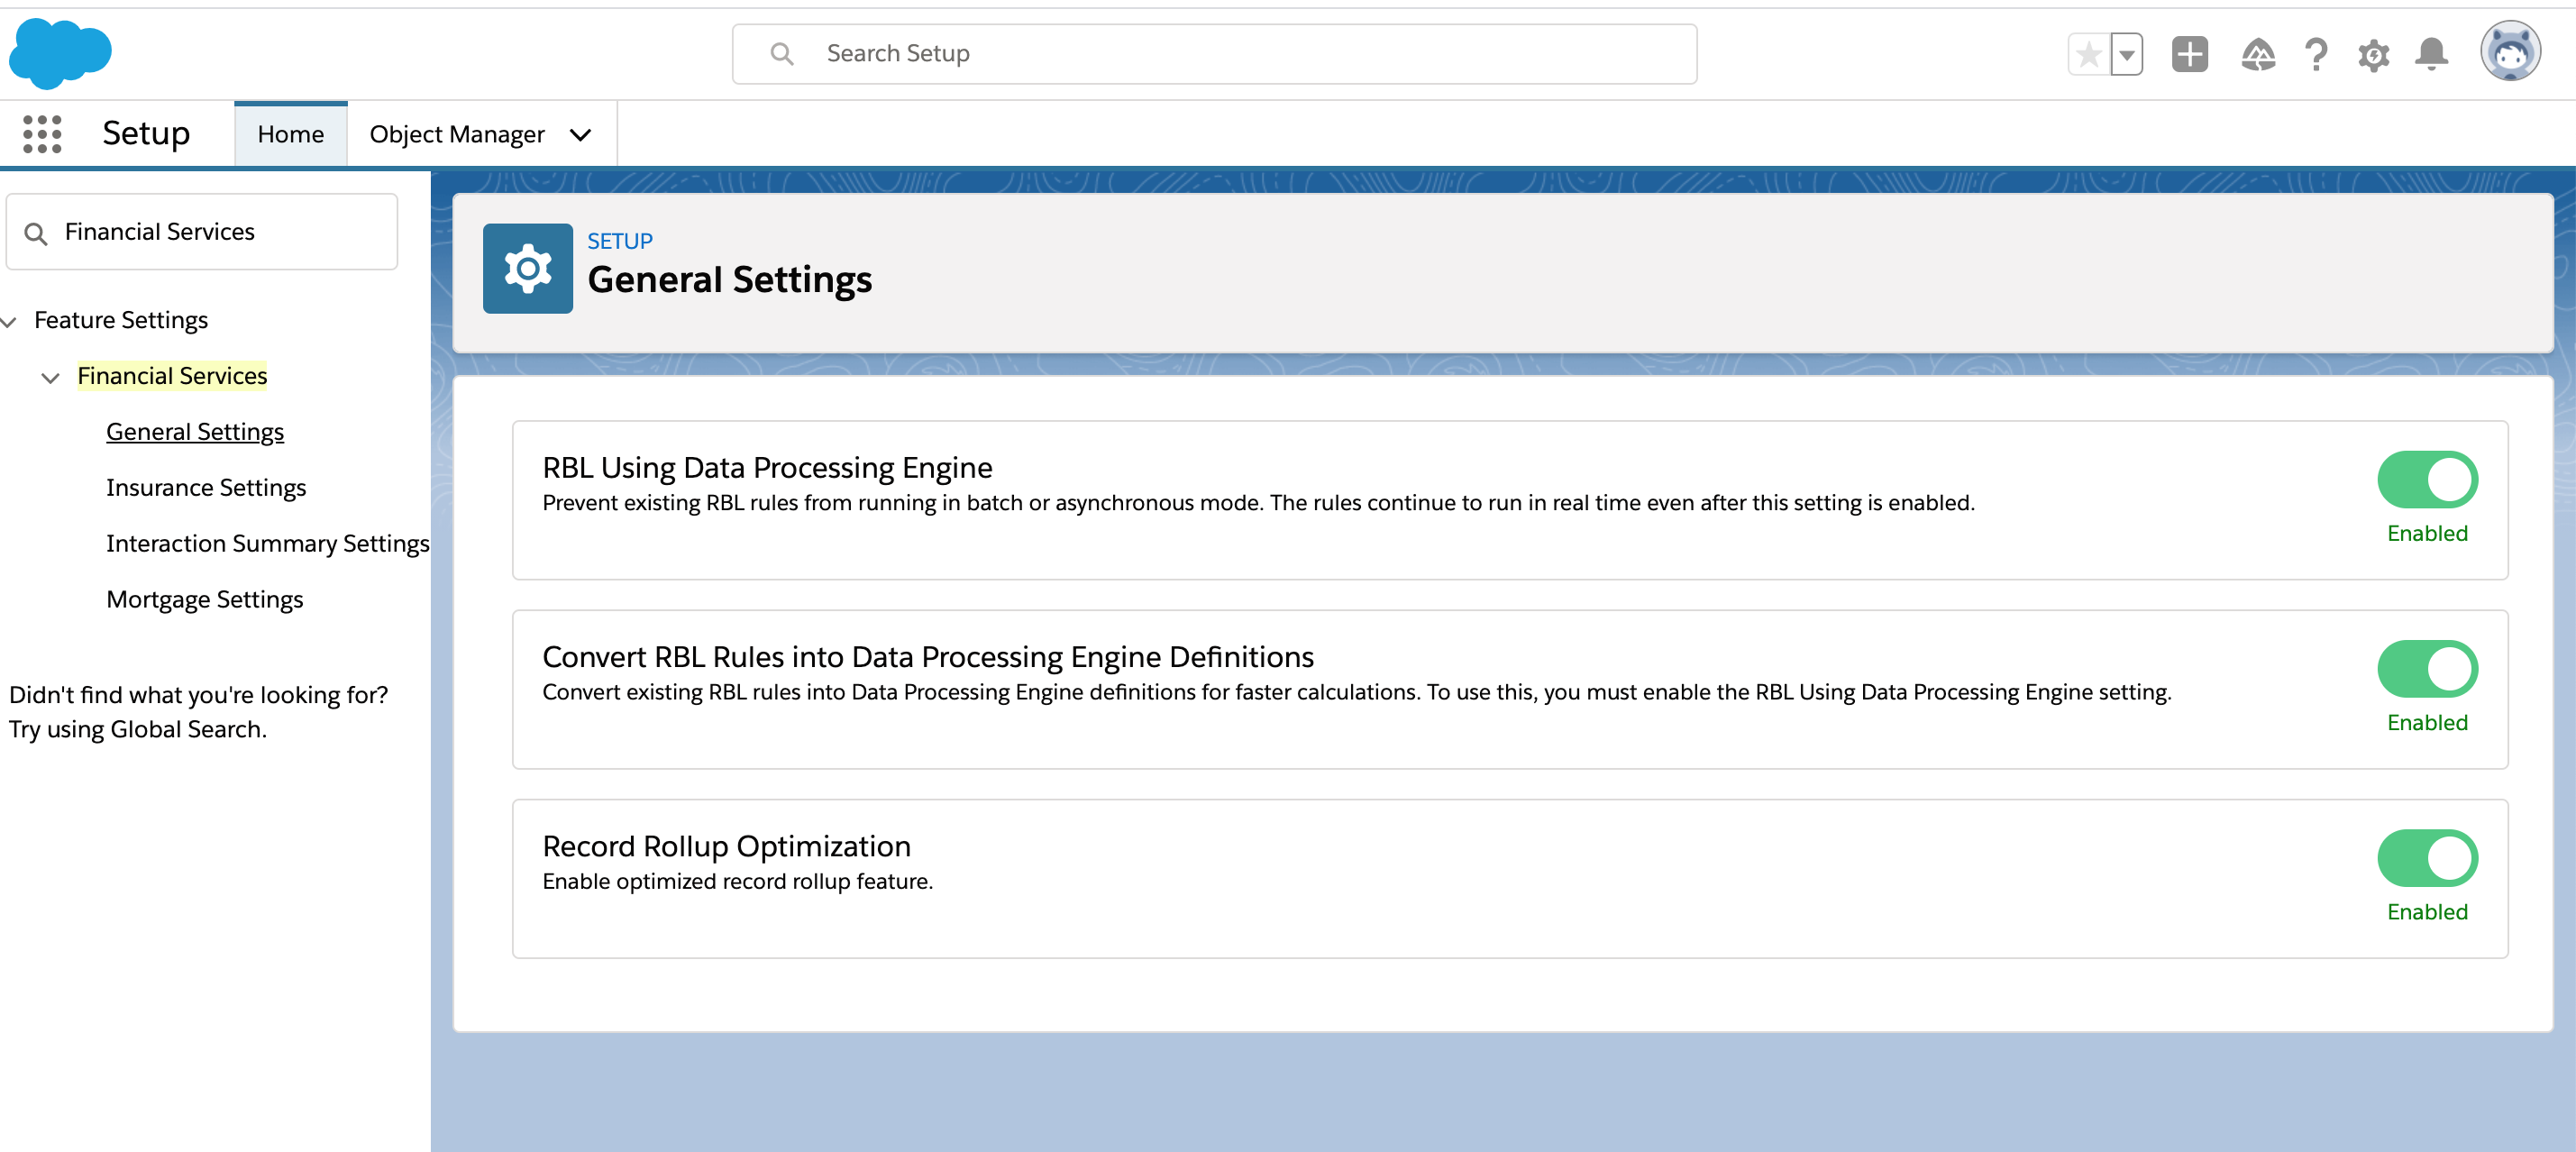 Search Setup
Setup
Home
Object Manager
Financial Services
Feature Settings
Financial Services
General Settings
Insurance Settings
Interaction Summary Settings
Mortgage Settings
Didn't find what you're looking for?
Try using Global Search.
SETUP
General Settings
RBL Using Data Processing Engine
Prevent existing RBL rules from running in batch or asynchronous mode. The rules continue to run in real time even after this setting is enabled.
Enabled
Convert RBL Rules into Data Processing Engine Definitions
Convert existing RBL rules into Data Processing Engine definitions for faster calculations. To use this, you must enable the RBL Using Data Processing Engine setting.
Enabled
Record Rollup Optimization
Enable optimized record rollup feature.
Enabled